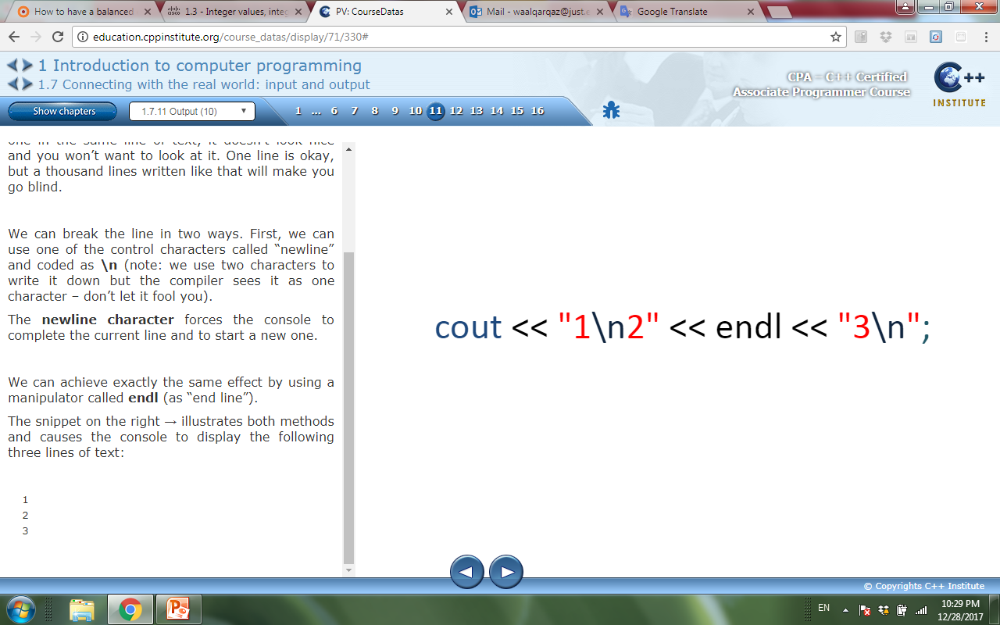 How to have a balanced
1.3 - Integer values, integ
PV: CourseDatas
Mail - waalqarqaz@just.e
Google Translate
education.cppinstitute.org/course_datas/display/71/330#
1 Introduction to computer programming
1.7 Connecting with the real world: input and output
CPA – C++ Certified
Associate Programmer Course
C++
INSTITUTE
Show chapters
1.7.11 Output (10)
1 ... 6 7 8 9 10 11 12 13 14 15 16
one in the same line of text, it doesn't look nice
and you won’t want to look at it. One line is okay,
but a thousand lines written like that will make you
go blind.
We can break the line in two ways. First, we can
use one of the control characters called “newline”
and coded as \n (note: we use two characters to
write it down but the compiler sees it as one
character – don’t let it fool you).
The newline character forces the console to
complete the current line and to start a new one.
We can achieve exactly the same effect by using a
manipulator called endl (as “end line”).
The snippet on the right → illustrates both methods
and causes the console to display the following
three lines of text:
1
2
3
cout << "1\n2" << endl << "3\n";
© Copyrights C++ Institute
EN
10:29 PM
12/28/2017